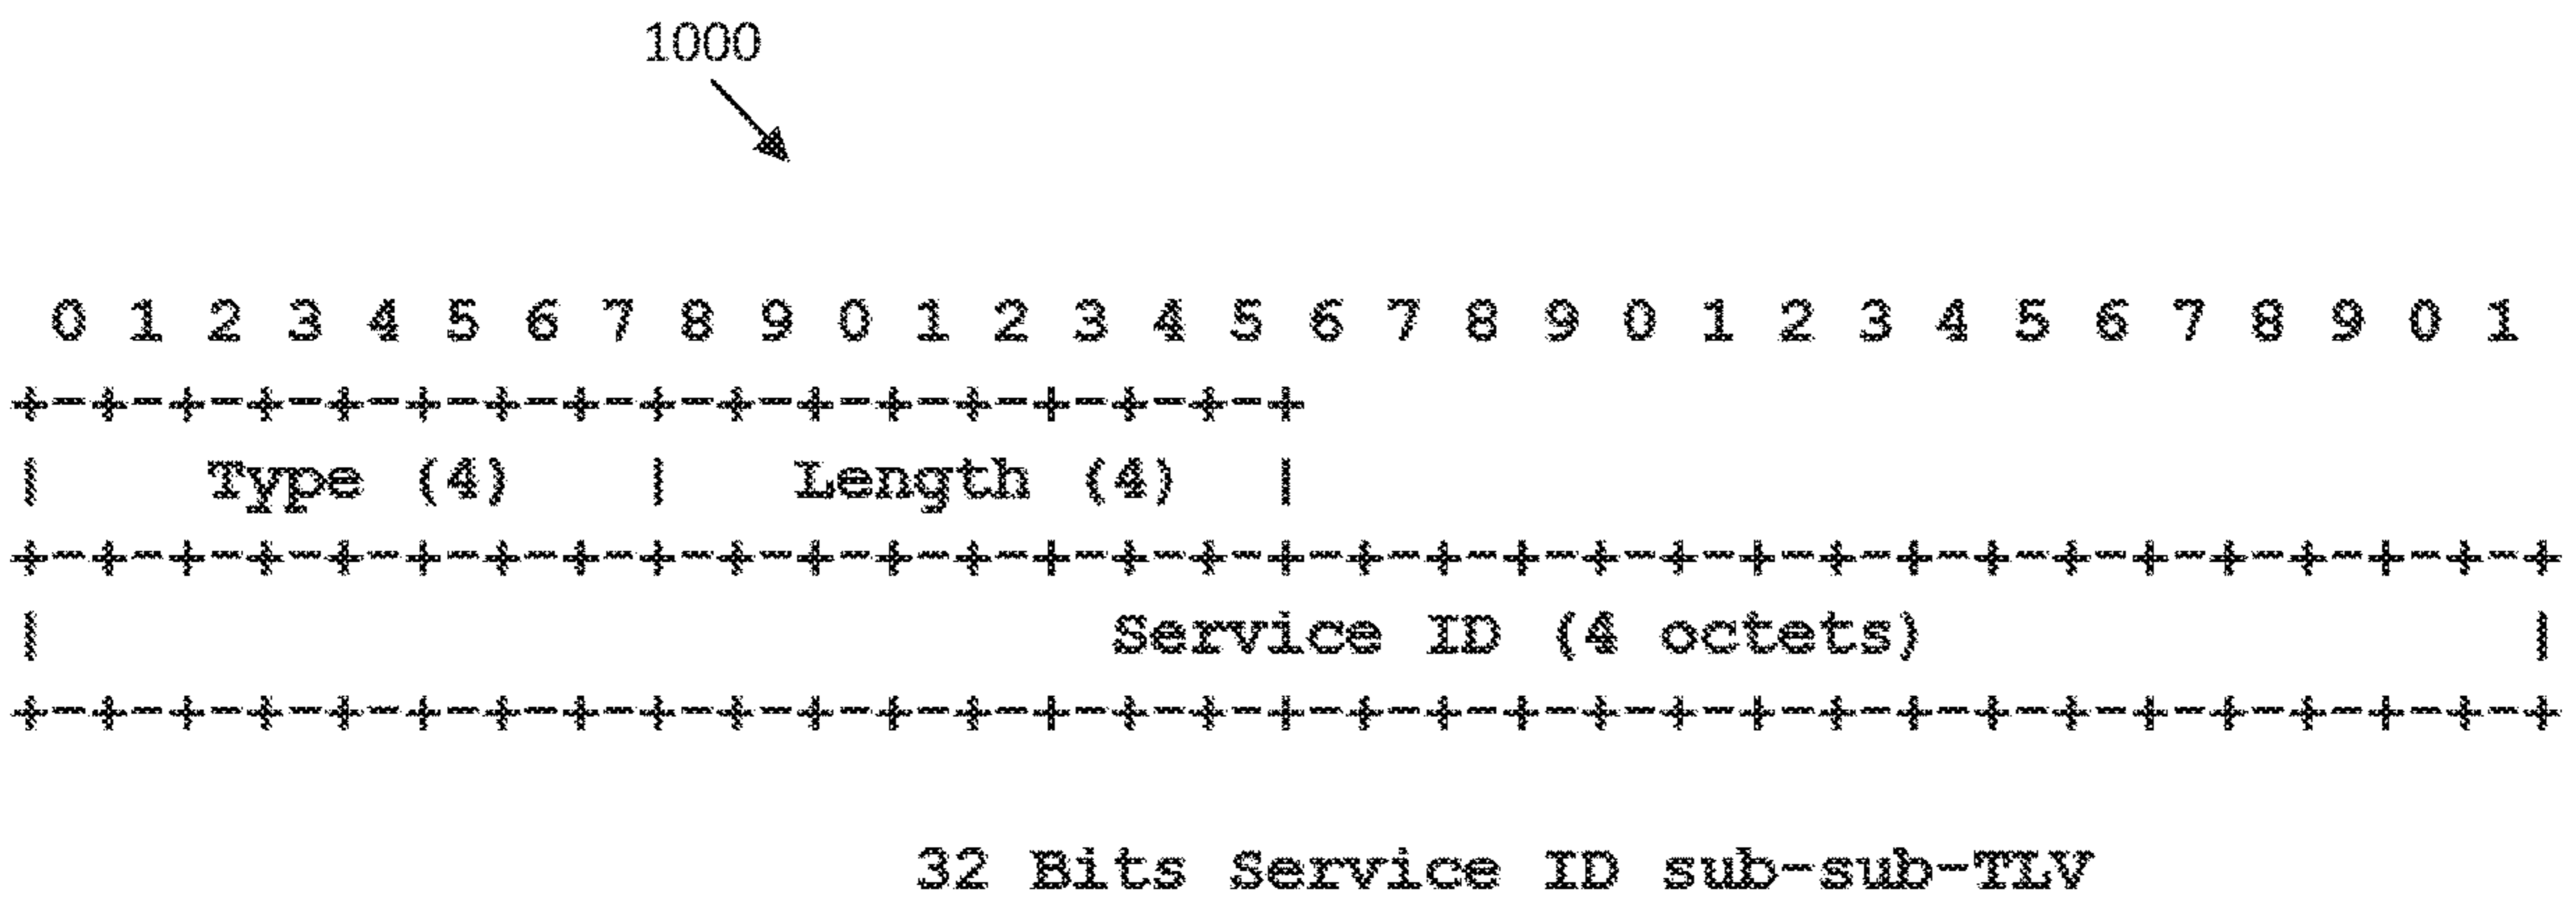 1000
0 1 2 3 4 5 6 7 8 9 0 1 2 3 4 5 6 7 8 9 0 1 2 3 4 5 6 7 8 9 0 1
+-+-+-+-+-+-+-+-+-+-+-+-+-+-+-+-+
| Type (4) | Length (4) |
+-+-+-+-+-+-+-+-+-+-+-+-+-+-+-+-+-+-+-+-+-+-+-+-+-+-+-+-+-+-+-+-+
| Service ID (4 octets) |
+-+-+-+-+-+-+-+-+-+-+-+-+-+-+-+-+-+-+-+-+-+-+-+-+-+-+-+-+-+-+-+-+
32 Bits Service ID sub-sub-TLV